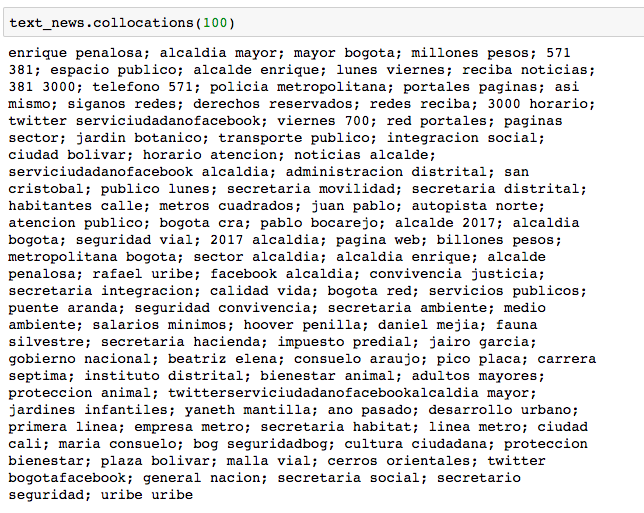 text_news.collocations(100)
enrique penalosa; alcaldia mayor; mayor bogota; millones pesos; 571
381; espacio publico; alcalde enrique; lunes viernes; reciba noticias;
381 3000; telefono 571; policia metropolitana; portales paginas; asi
mismo; siganos redes; derechos reservados; redes reciba; 3000 horario;
twitter serviciudadanofacebook; viernes 700; red portales; paginas
sector; jardin botanico; transporte publico; integracion social;
ciudad bolivar; horario atencion; noticias alcalde;
serviciudadanofacebook alcaldia; administracion distrital; san
cristobal; publico lunes; secretaria movilidad; secretaria distrital;
habitantes calle; metros cuadrados; juan pablo; autopista norte;
atencion publico; bogota cra; pablo bocarejo; alcalde 2017; alcaldia
bogota; seguridad vial; 2017 alcaldia; pagina web; billones pesos;
metropolitana bogota; sector alcaldia; alcaldia enrique; alcalde
penalosa; rafael uribe; facebook alcaldia; convivencia justicia;
secretaria integracion; calidad vida; bogota red; servicios publicos;
puente aranda; seguridad convivencia; secretaria ambiente; medio
ambiente; salarios minimos; hoover penilla; daniel mejia; fauna
silvestre; secretaria hacienda; impuesto predial; jairo garcia;
gobierno nacional; beatriz elena; consuelo araujo; pico placa; carrera
septima; instituto distrital; bienestar animal; adultos mayores;
proteccion animal; twitterserviciudadanofacebookalcaldia mayor;
jardines infantiles; yaneth mantilla; ano pasado; desarrollo urbano;
primera linea; empresa metro; secretaria habitat; linea metro; ciudad
cali; maria consuelo; bog seguridadbog; cultura ciudadana; proteccion
bienestar; plaza bolivar; malla vial; cerros orientales; twitter
bogotafacebook; general nacion; secretaria social; secretario
seguridad; uribe uribe